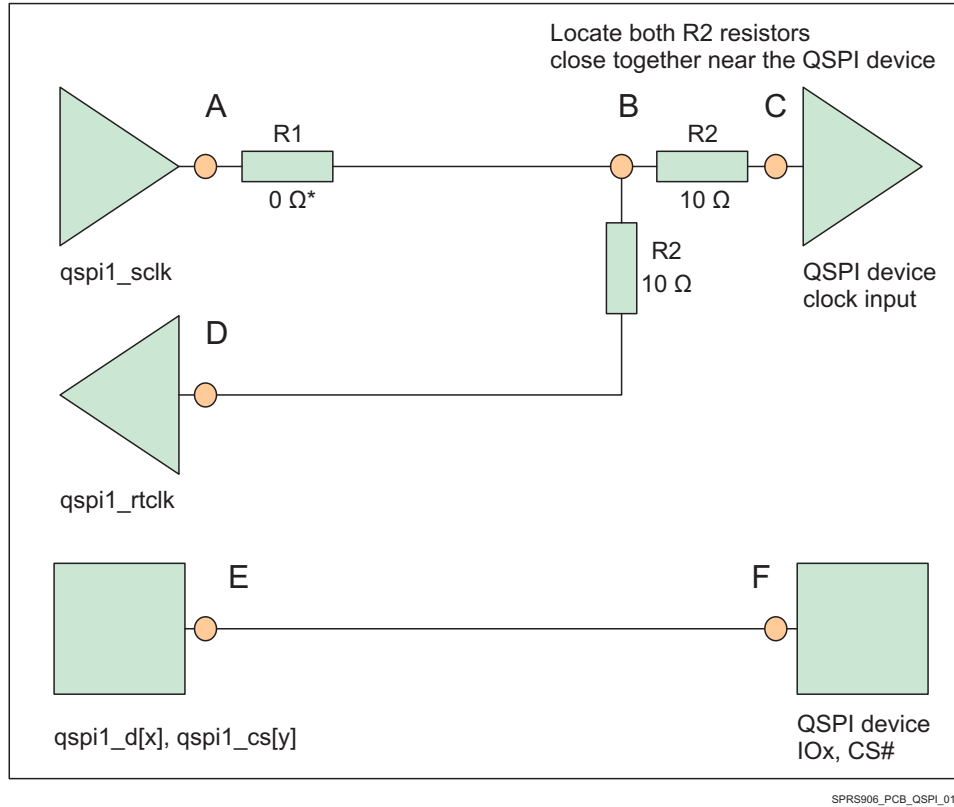 Locate both R2 resistors
close together near the QSPI device
A
B
C
R1
R2
0 Ω*
10 Ω
R2
10 Ω
qspi1_sclk
QSPI device
clock input
D
qspi1_rtclk
E
F
qspi1_d[x], qspi1_cs[y]
QSPI device
IOx, CS#
SPRS906_PCB_QSPI_01